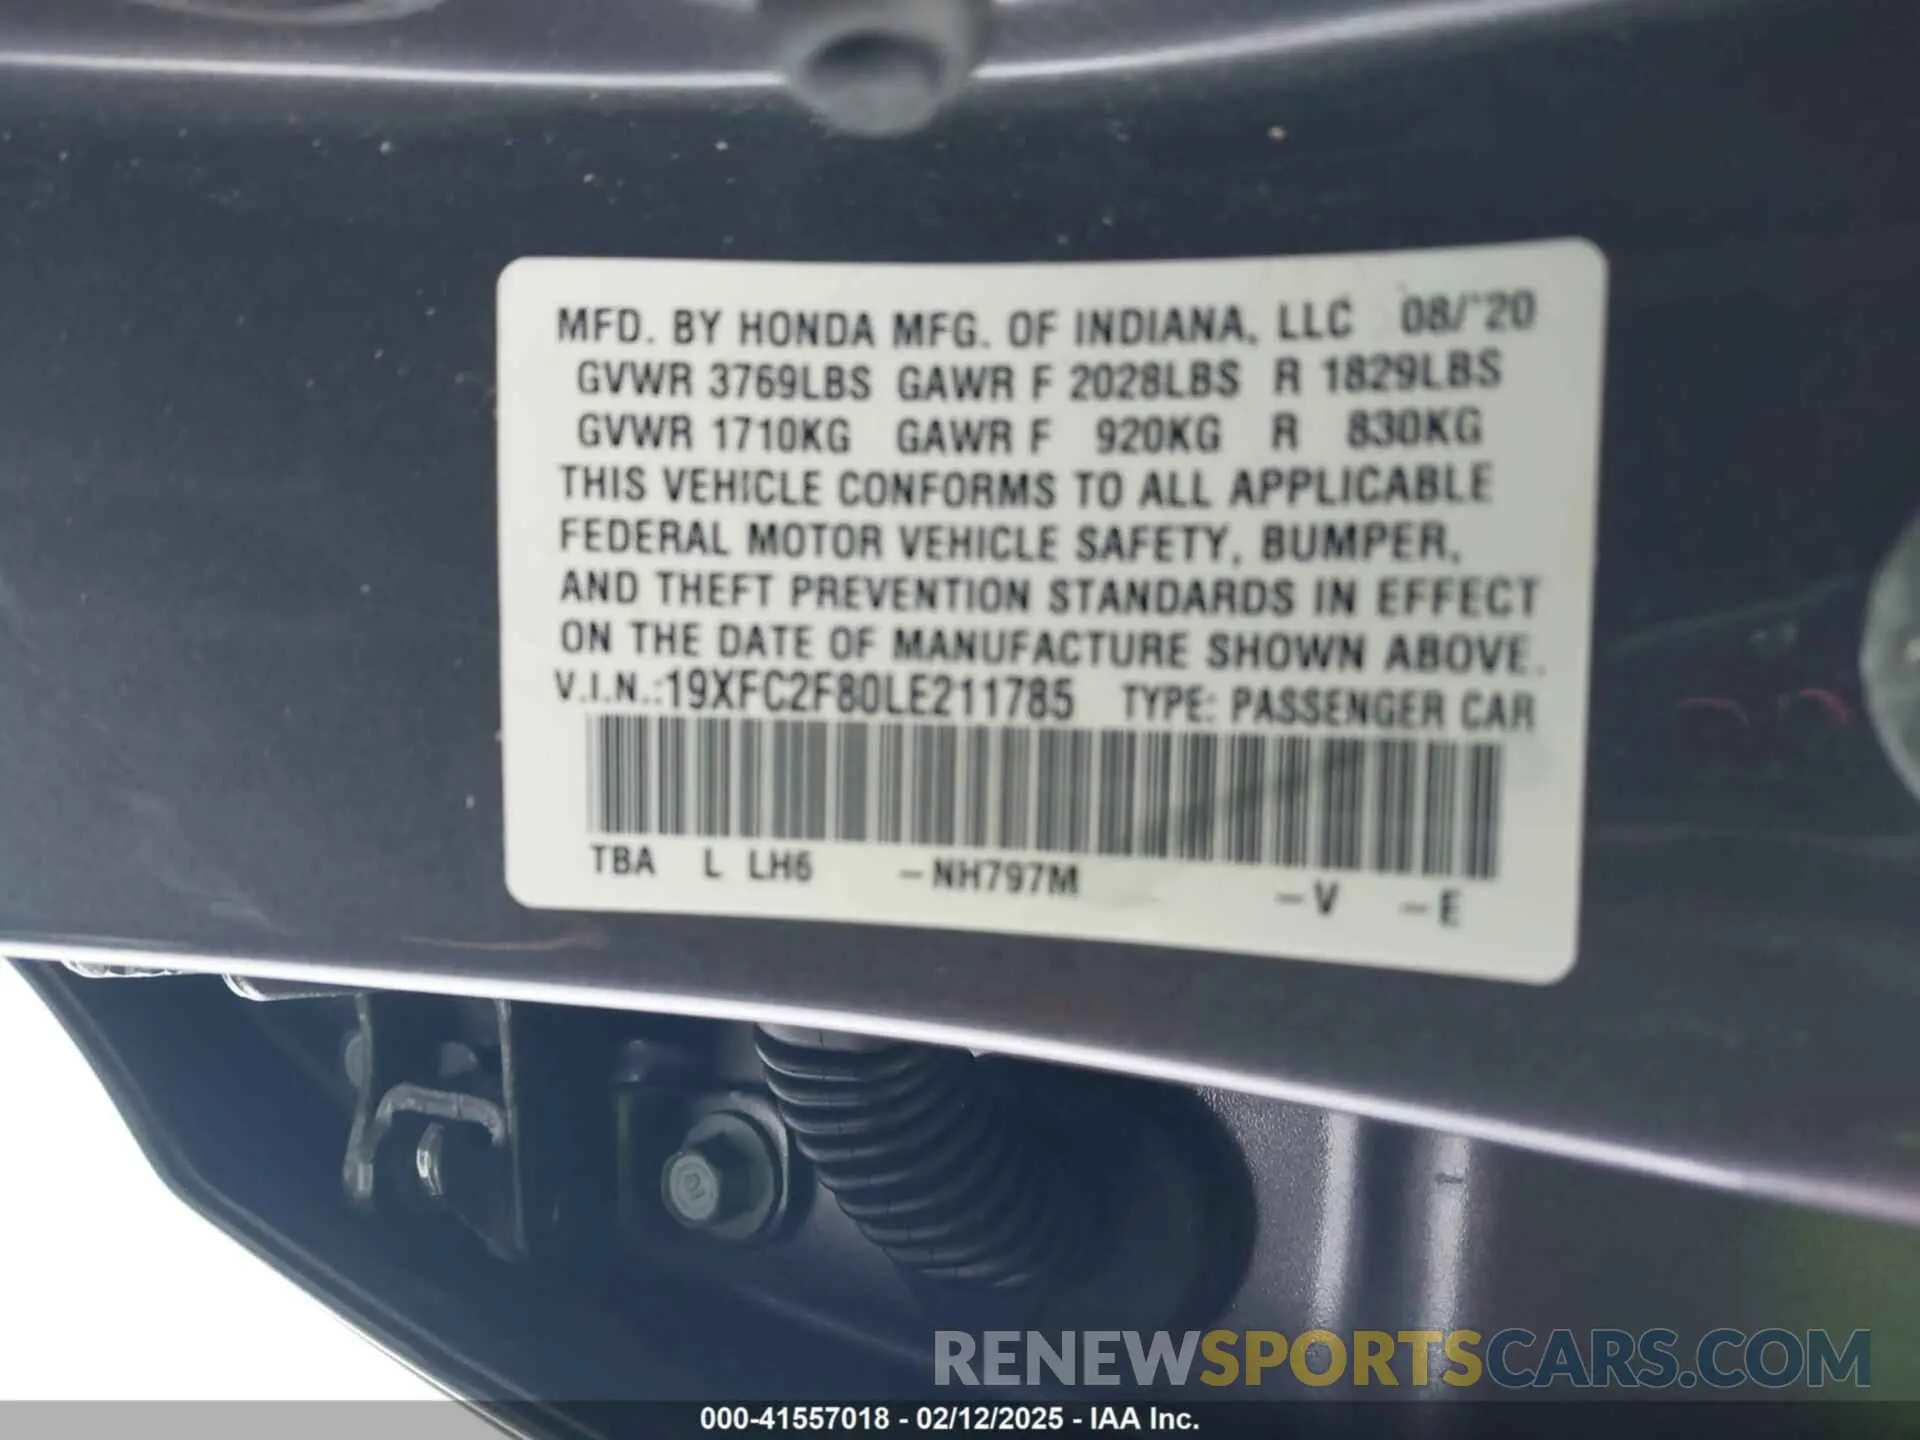 MFD. BY HONDA MFG. OF INDIANA, LLC 08/'20
GVWR 3769LBS GAWR F 2028LBS R 1829LBS
GVWR 1710KG GAWR F 920KG R 830KG
THIS VEHICLE CONFORMS TO ALL APPLICABLE
FEDERAL MOTOR VEHICLE SAFETY, BUMPER,
AND THEFT PREVENTION STANDARDS IN EFFECT
ON THE DATE OF MANUFACTURE SHOWN ABOVE.
V.I.N.:19XFC2F80LE211785 TYPE: PASSENGER CAR
TBA L LH6 -NH797M -V -E
RENEWSPORTSCARS.COM
000-41557018 - 02/12/2025 - IAA Inc.